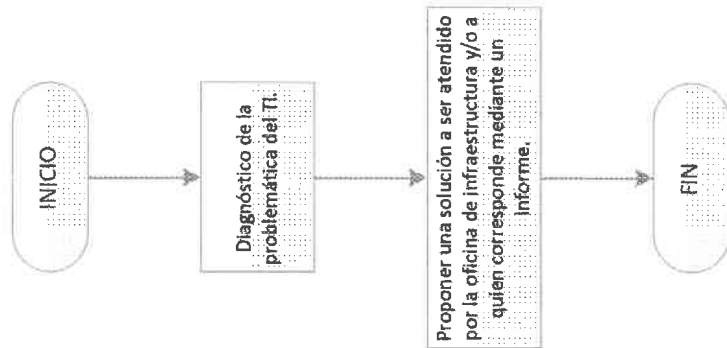 INICIO
Diagnóstico de la
problemática del TI.
Proponer una solución a ser atendido
por la oficina de infraestructura y/o a
quien corresponde mediante un
Informe.
FIN